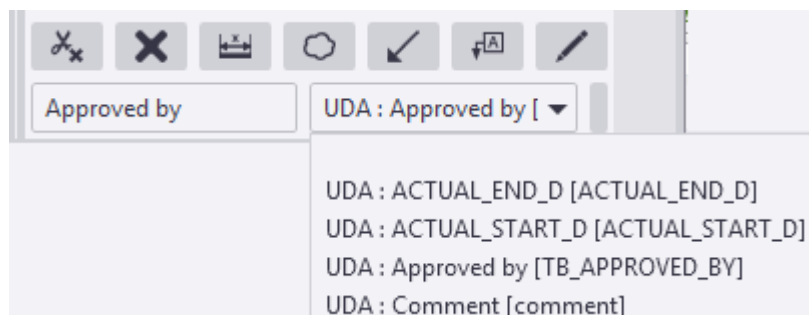 x
A
Approved by
UDA : Approved by [
UDA : ACTUAL_END_D [ACTUAL_END_D]
UDA : ACTUAL_START_D [ACTUAL_START_D]
UDA : Approved by [TB_APPROVED_BY]
UDA : Comment [comment]